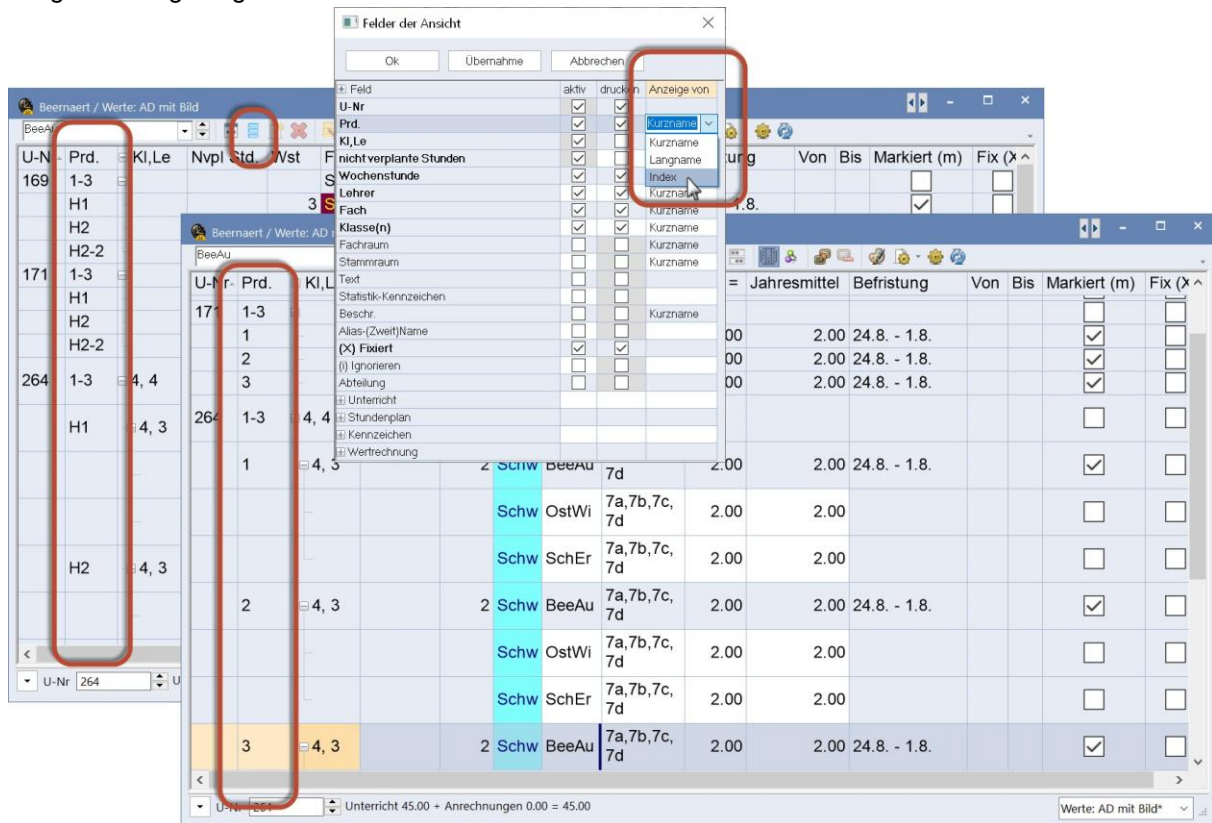 Felder der Ansicht
Ok Übernahme Abbrechen
Feld aktiv drucken Anzeige von
U-Nr
Prd. Kurzname
Kl,Le Kurzname
nicht verplante Stunden Langname
Wochenstunde Index
Lehrer Kurzname
Fach Kurzname
Klasse(n) Kurzname
Fachraum Kurzname
Stammraum Kurzname
Text
Statistik-Kennzeichen
Beschr. Kurzname
Alias-(Zweit)Name
(X) Fixiert
(i) Ignorieren
Abteilung
Unterricht
Stundenplan
Kennzeichen
Wertrechnung
Beernaert / Werte: AD mit Bild
U-N Prd. Kl,Le Nvpl Std. Wst Von Bis Markiert (m) Fix (X
169 1-3
H1 3
H2
H2-2
171 1-3
H1
H2
H2-2
264 1-3 4, 4
H1 4, 3
H2 4, 3
U-Nr 264
Beernaert / Werte: AD
BeeAu
U-Nr Prd. Kl,L = Jahresmittel Befristung Von Bis Markiert (m) Fix (X
171 1-3
1 00 2.00 24.8. - 1.8.
2 00 2.00 24.8. - 1.8.
3 00 2.00 24.8. - 1.8.
264 1-3 4, 4
1 4, 3 2 Schw BeeAu 7d 2.00 2.00 24.8. - 1.8.
Schw OstWi 7a,7b,7c, 7d 2.00 2.00
Schw SchEr 7a,7b,7c, 7d 2.00 2.00
2 4, 3 2 Schw BeeAu 7a,7b,7c, 7d 2.00 2.00 24.8. - 1.8.
Schw OstWi 7a,7b,7c, 7d 2.00 2.00
Schw SchEr 7a,7b,7c, 7d 2.00 2.00
3 4, 3 2 Schw BeeAu 7a,7b,7c, 7d 2.00 2.00 24.8. - 1.8.
U-Nr 264 Unterricht 45.00 + Anrechnungen 0.00 = 45.00 Werte: AD mit Bild*